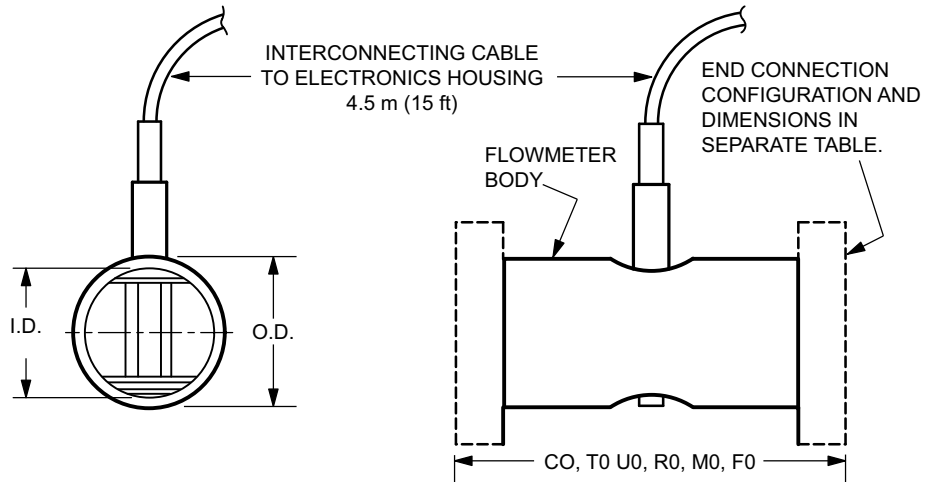 INTERCONNECTING CABLE
TO ELECTRONICS HOUSING
4.5 m (15 ft)
END CONNECTION
CONFIGURATION AND
DIMENSIONS IN
SEPARATE TABLE.
FLOWMETER
BODY
I.D.
O.D.
CO, T0 U0, R0, M0, F0